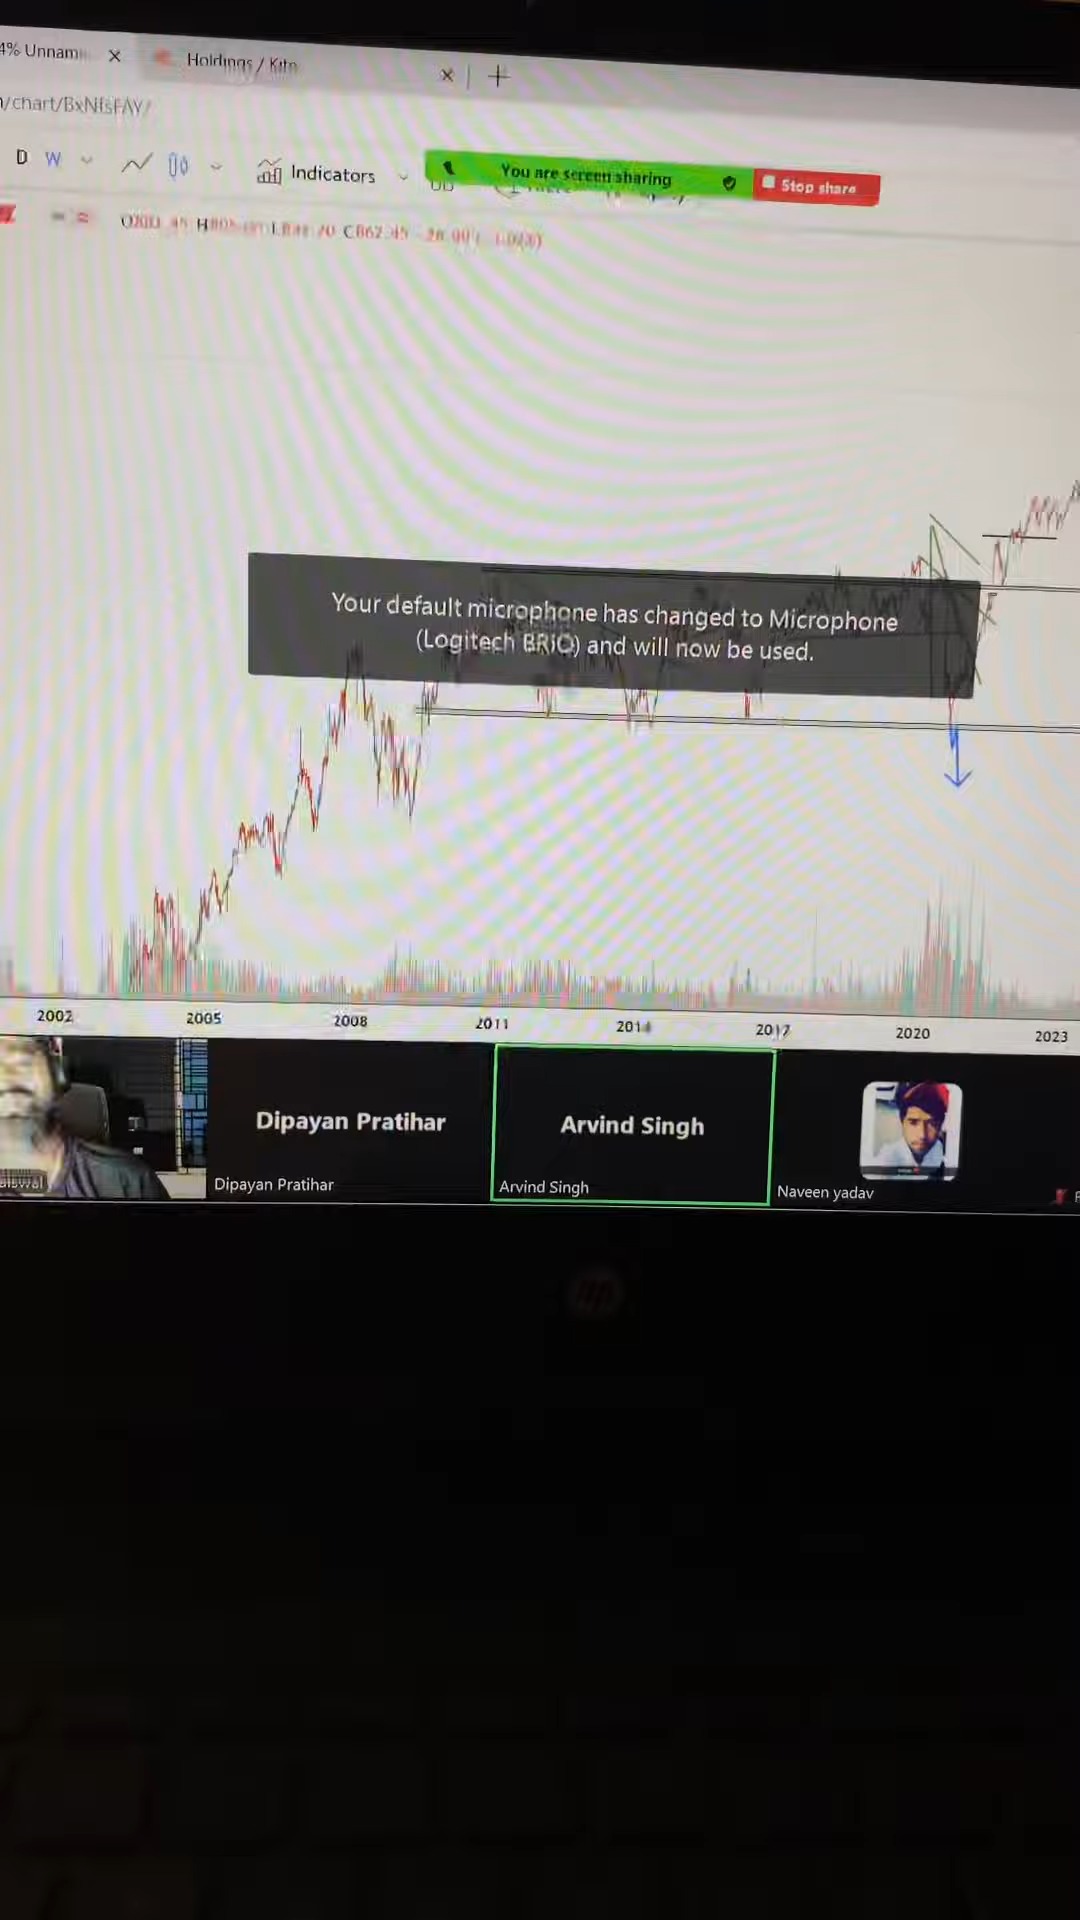 4% Unnam
Holdings / Kite
/chart/BxNfsFAY/
D W
Indicators
You are screen sharing
Stop share
Your default microphone has changed to Microphone
(Logitech BRIO) and will now be used.
2002 2005 2008 2011 2014 2017 2020 2023
Dipayan Pratihar
Arvind Singh
Dipayan Pratihar
Arvind Singh
Naveen yadav